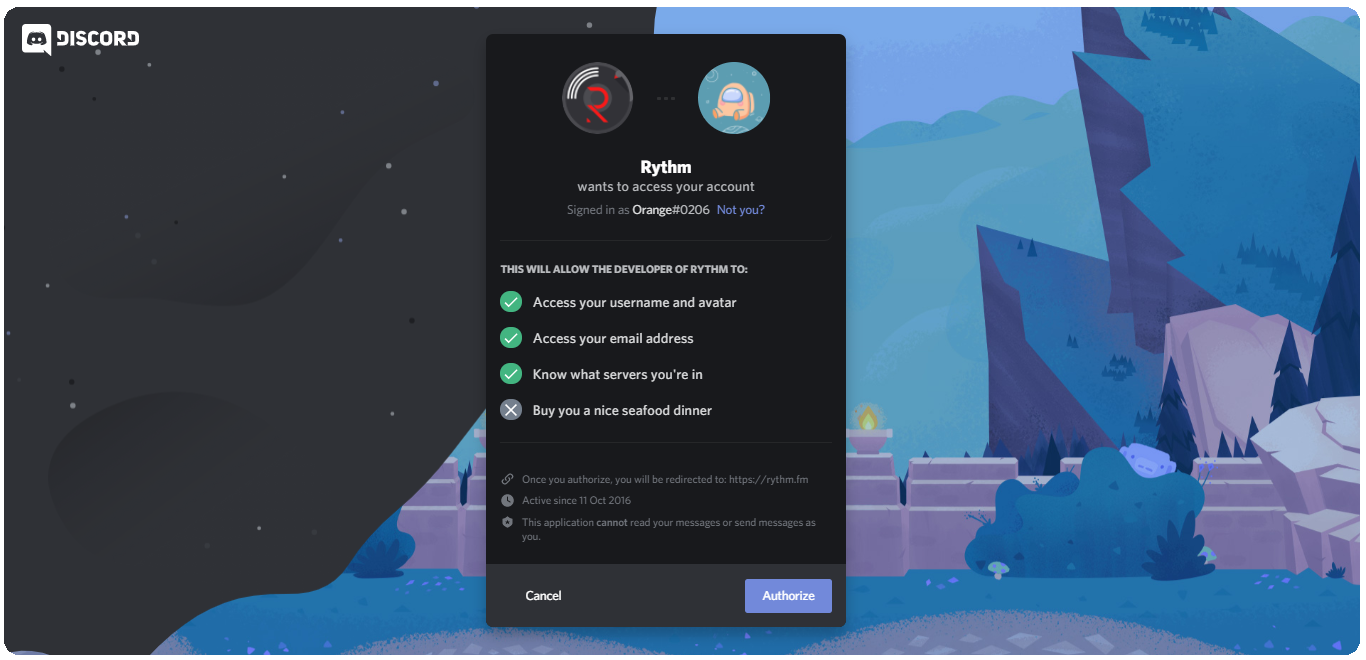 DISCORD
Rythm
wants to access your account
Signed in as Orange#0206 Not you?
THIS WILL ALLOW THE DEVELOPER OF RYTHM TO:
Access your username and avatar
Access your email address
Know what servers you're in
Buy you a nice seafood dinner
Once you authorize, you will be redirected to: https://rythm.fm
Active since 11 Oct 2016
This application cannot read your messages or send messages as
you.
Cancel
Authorize